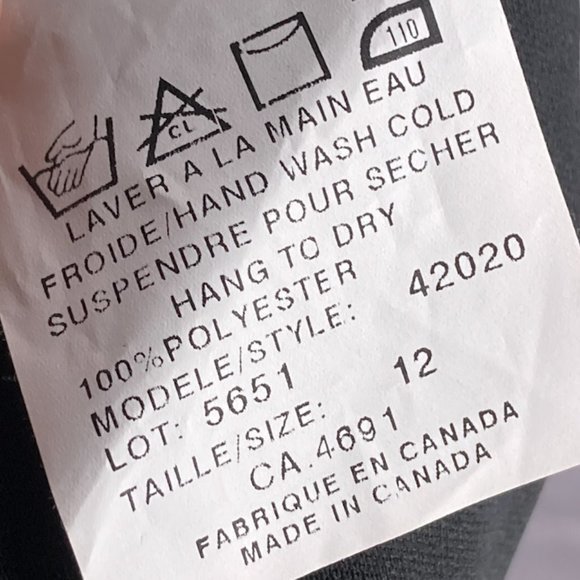 110
CL
LAVER A LA MAIN EAU
FROIDE/HAND WASH COLD
SUSPENDRE POUR SECHER
HANG TO DRY
100%POLYESTER
MODELE/STYLE: 42020
LOT: 5651
TAILLE/SIZE: 12
CA.4691
FABRIQUE EN CANADA
MADE IN CANADA